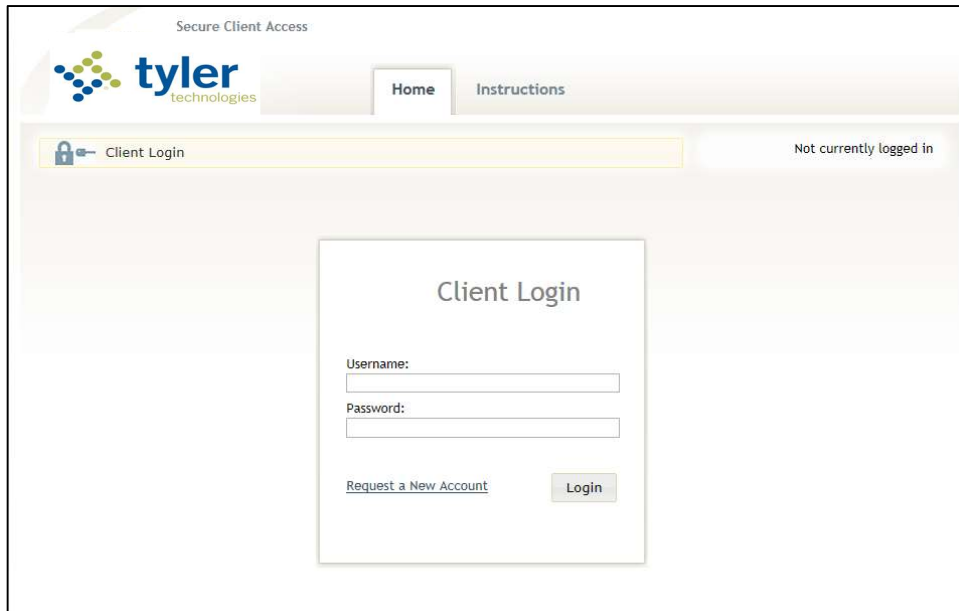 Secure Client Access
tyler
technologies
Home Instructions
Client Login
Not currently logged in
Client Login
Username:
Password:
Request a New Account
Login